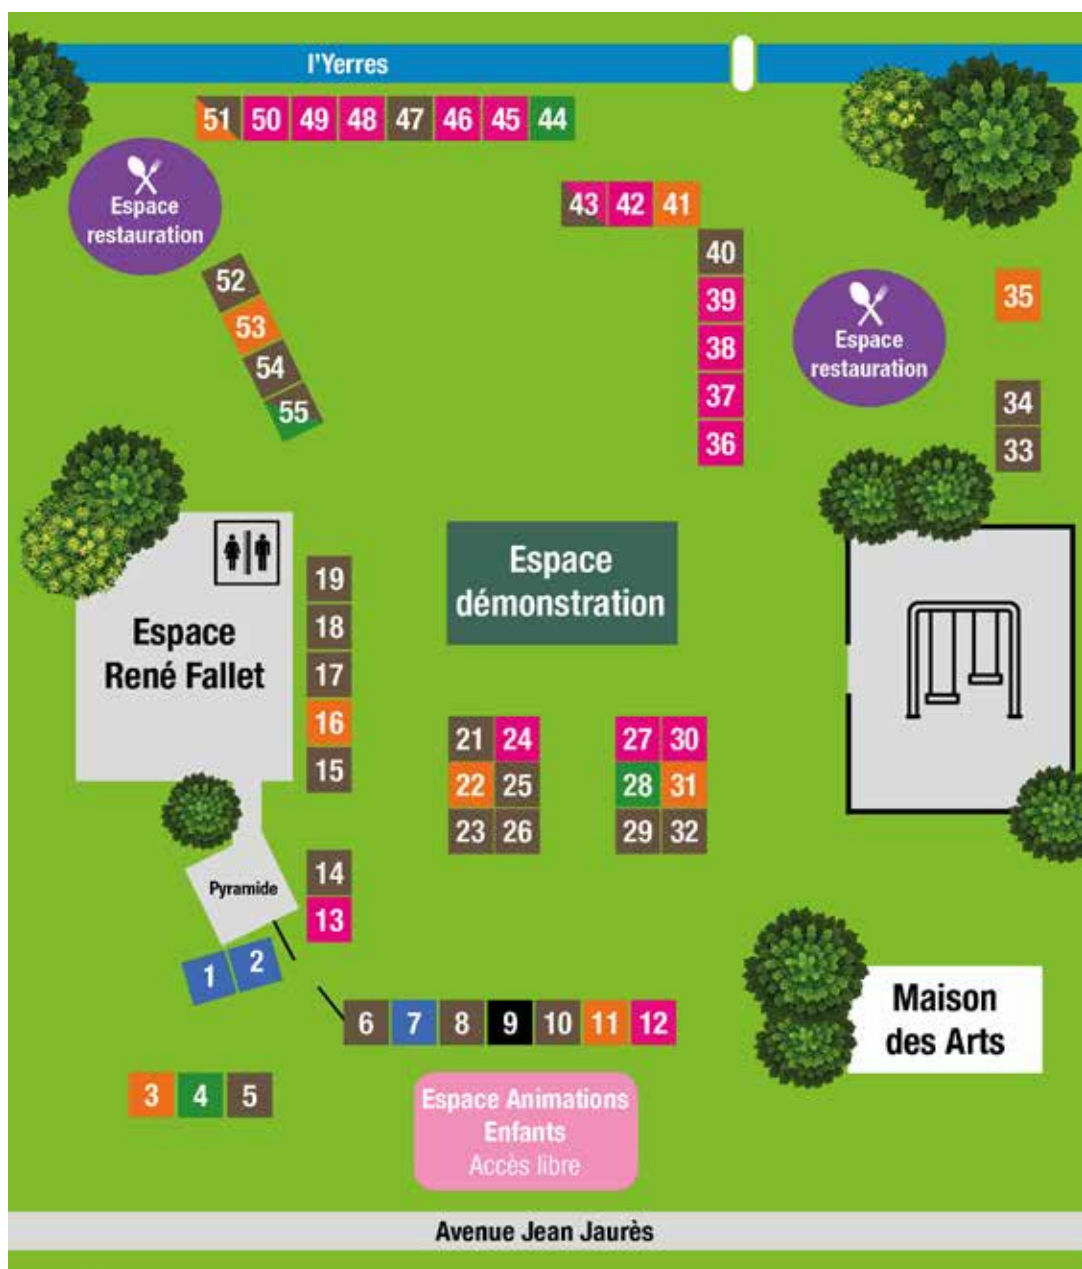 l'Yerres
51 50 49 48 47 46 45 44
Espace
restauration
43 42 41
40
39
38
37
36
Espace
restauration
35
34
33
52
53
54
55
Espace
René Fallet
19
18
17
16
15
Espace
démonstration
21 24
22 25
23 26
27 30
28 31
29 32
Pyramide
14
13
1 2
6 7 8 9 10 11 12
Maison
des Arts
3 4 5
Espace Animations
Enfants
Accès libre
Avenue Jean Jaurès